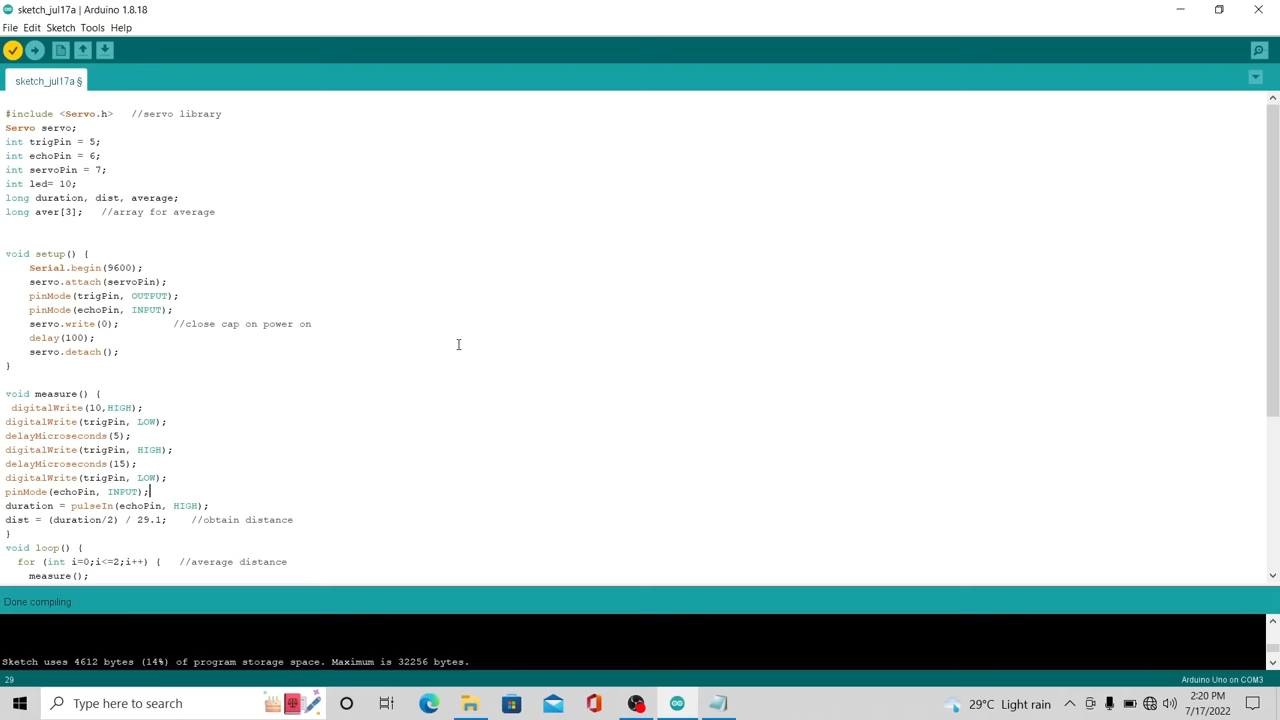 sketch_jul17a | Arduino 1.8.18
File Edit Sketch Tools Help
sketch_jul17a §
#include <Servo.h>   //servo library
Servo servo;
int trigPin = 5;
int echoPin = 6;
int servoPin = 7;
int led= 10;
long duration, dist, average;
long aver[3];   //array for average
void setup() {
    Serial.begin(9600);
    servo.attach(servoPin);
    pinMode(trigPin, OUTPUT);
    pinMode(echoPin, INPUT);
    servo.write(0);         //close cap on power on
    delay(100);
    servo.detach();
}
void measure() {
 digitalWrite(10,HIGH);
digitalWrite(trigPin, LOW);
delayMicroseconds(5);
digitalWrite(trigPin, HIGH);
delayMicroseconds(15);
digitalWrite(trigPin, LOW);
pinMode(echoPin, INPUT);
duration = pulseIn(echoPin, HIGH);
dist = (duration/2) / 29.1;    //obtain distance
}
void loop() {
  for (int i=0;i<=2;i++) {   //average distance
    measure();
Done compiling.
Sketch uses 4612 bytes (14%) of program storage space. Maximum is 32256 bytes.
29
Arduino Uno on COM3
Type here to search
29°C Light rain
2:20 PM
7/17/2022